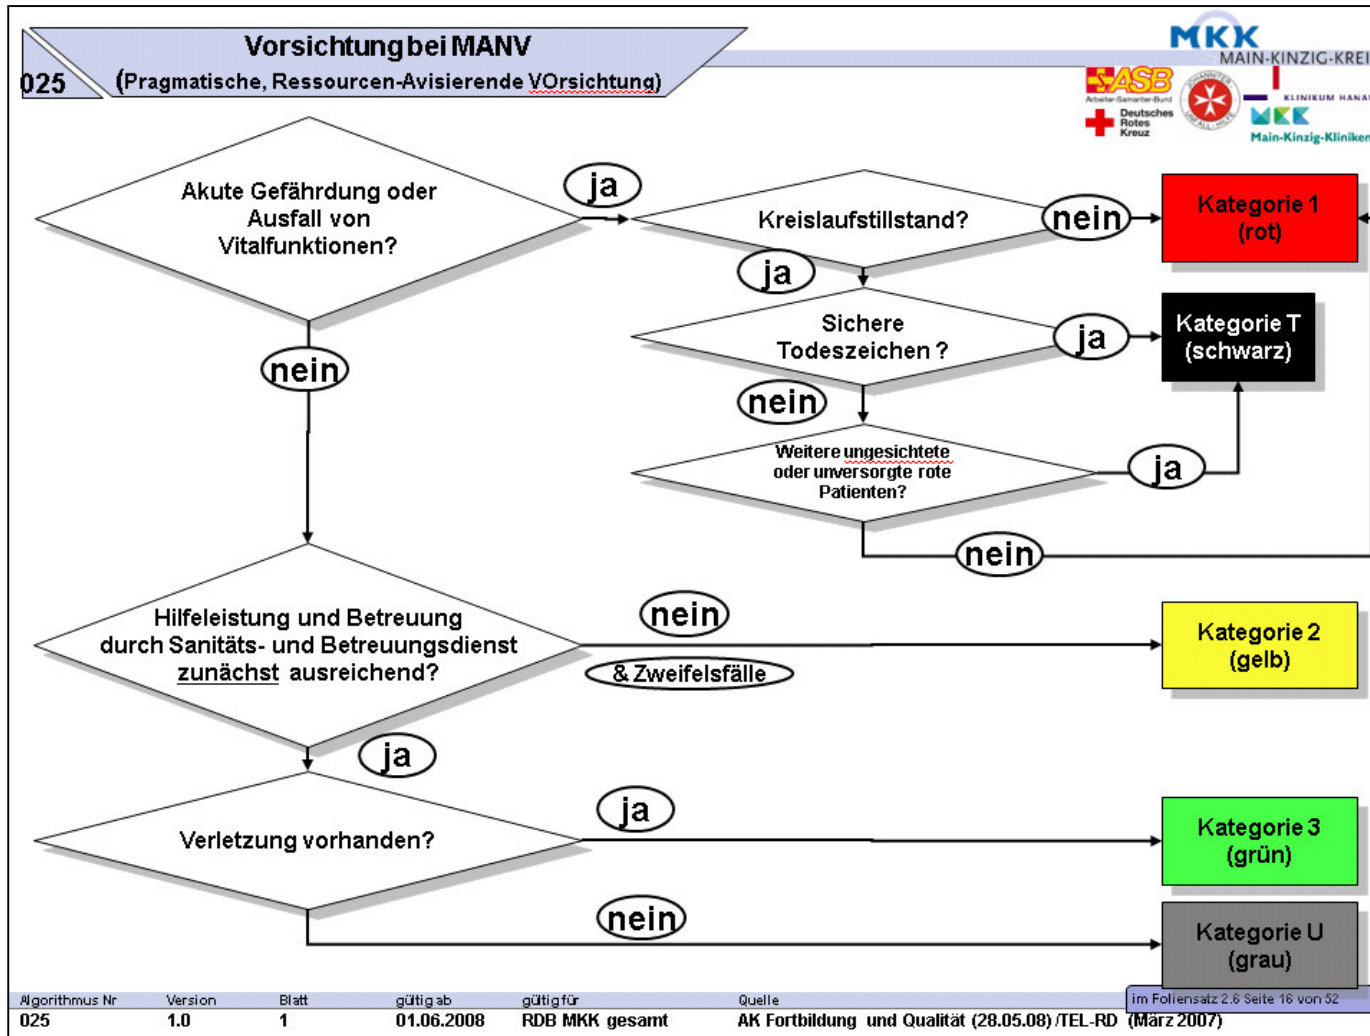 Vorsichtung bei MANV
025
(Pragmatische, Ressourcen-Avisierende VOrsichtung)
MKK
MAIN-KINZIG-KREI
ASB
Arbeiter-Samariter-Bund
Deutsches
Rotes
Kreuz
JOHANNITER
UNFALL-HILFE
KLINIKUM HANAU
MKK
Main-Kinzig-Kliniken
Akute Gefährdung oder
Ausfall von
Vitalfunktionen?
ja
Kreislaufstillstand?
nein
Kategorie 1
(rot)
ja
Sichere
Todeszeichen ?
ja
Kategorie T
(schwarz)
nein
nein
Weitere ungesichtete
oder unversorgte rote
Patienten?
ja
nein
Hilfeleistung und Betreuung
durch Sanitäts- und Betreuungsdienst
zunächst ausreichend?
nein
& Zweifelsfälle
Kategorie 2
(gelb)
ja
Verletzung vorhanden?
ja
Kategorie 3
(grün)
nein
Kategorie U
(grau)
im Foliensatz 2.6 Seite 16 von 52
Algorithmus Nr Version Blatt gültig ab gültig für Quelle
025 1.0 1 01.06.2008 RDB MKK gesamt AK Fortbildung und Qualität (28.05.08) /TEL-RD (März 2007)